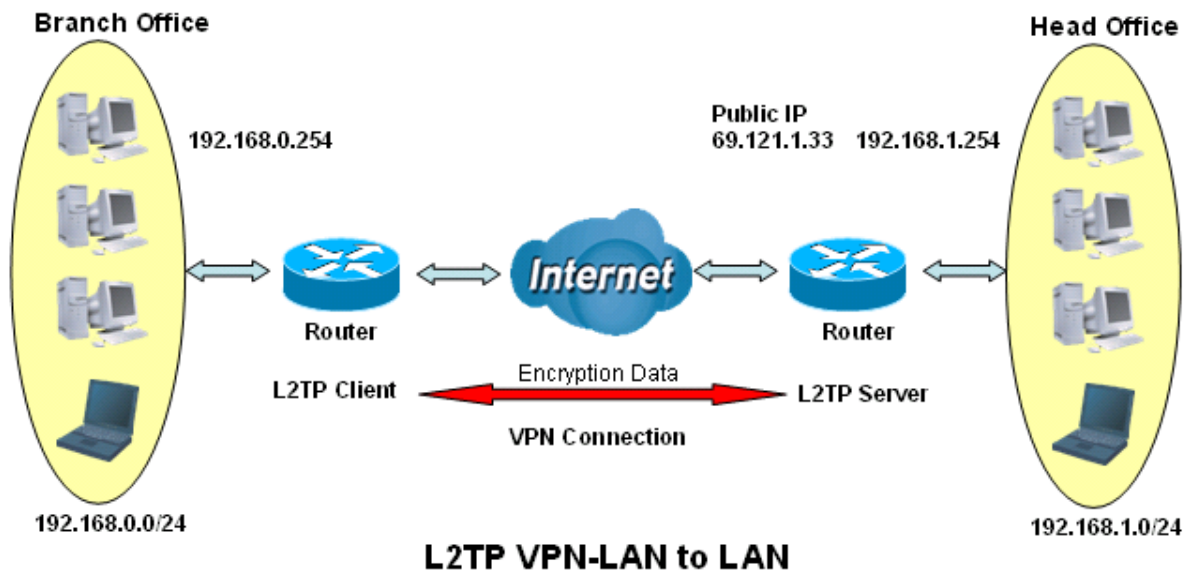 Branch Office
Head Office
Public IP
192.168.0.254
69.121.1.33 192.168.1.254
Internet
Router
Router
L2TP Client
Encryption Data
L2TP Server
VPN Connection
192.168.0.0/24
192.168.1.0/24
L2TP VPN-LAN to LAN